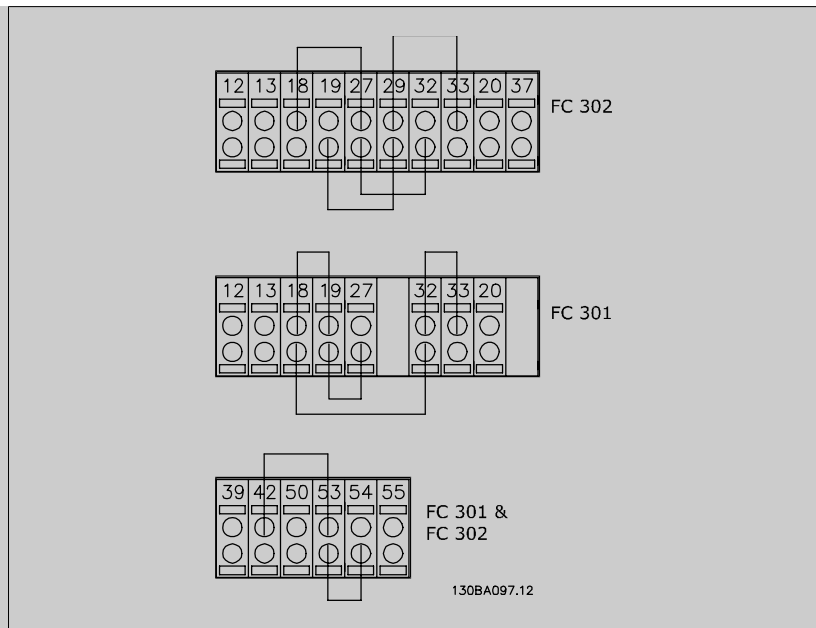 12 13 18 19 27 29 32 33 20 37
FC 302
12 13 18 19 27 32 33 20
FC 301
39 42 50 53 54 55
FC 301 &
FC 302
130BA097.12